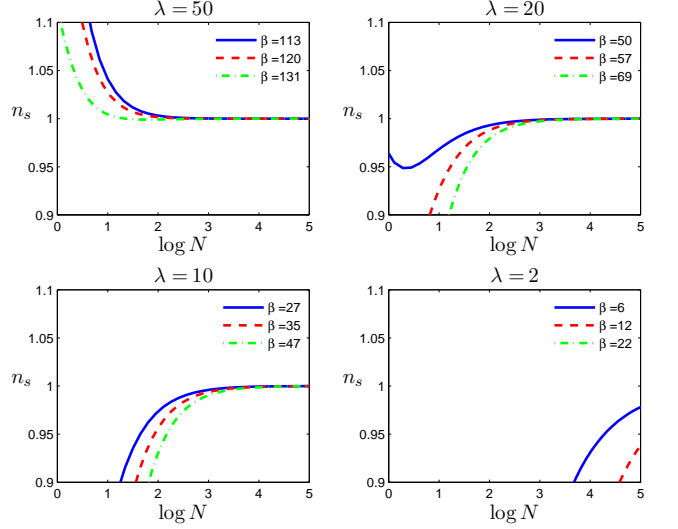 λ = 50
1.1
1.05
1
0.95
0.9
n_s
β =113
β =120
β =131
0 1 2 3 4 5
log N
λ = 20
1.1
1.05
1
0.95
0.9
n_s
β =50
β =57
β =69
0 1 2 3 4 5
log N
λ = 10
1.1
1.05
1
0.95
0.9
n_s
β =27
β =35
β =47
0 1 2 3 4 5
log N
λ = 2
1.1
1.05
1
0.95
0.9
n_s
β =6
β =12
β =22
0 1 2 3 4 5
log N